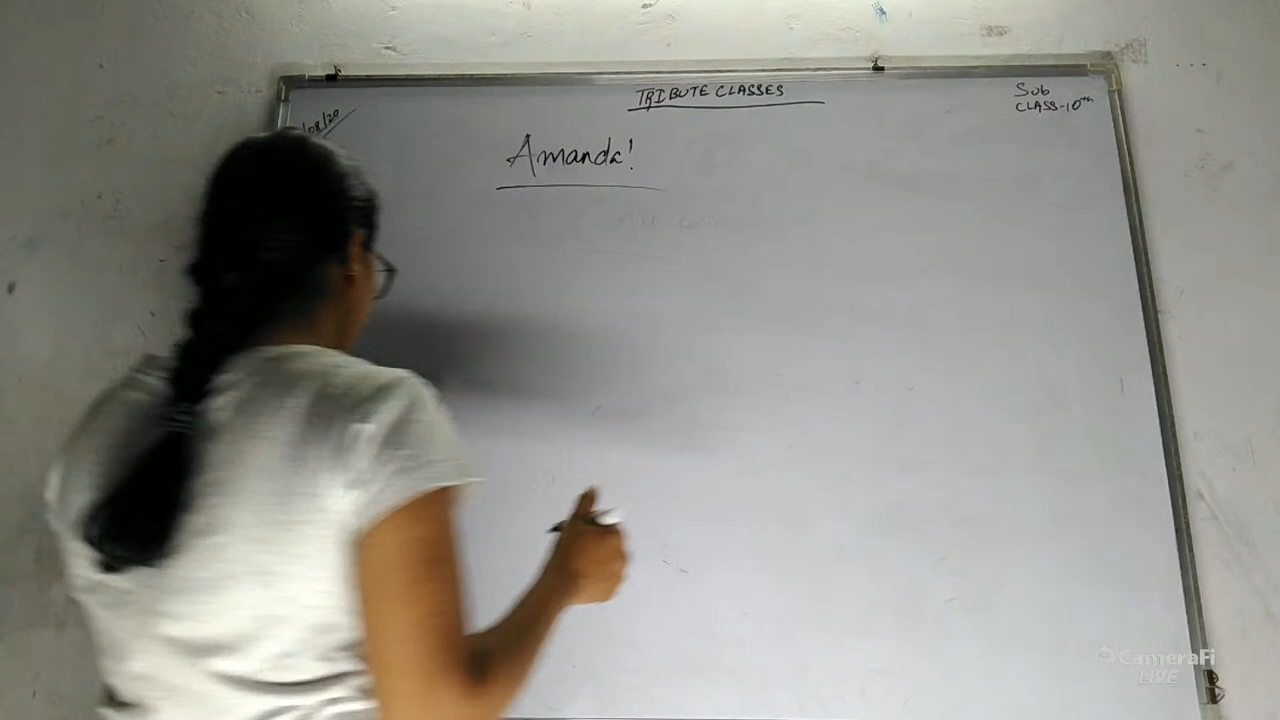 TRIBUTE CLASSES
Sub
CLASS-10th
/08/20
Amanda!
CameraFi
LIVE